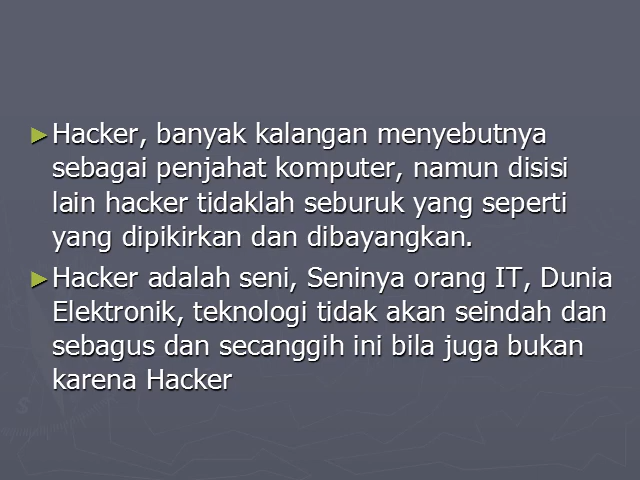 Hacker, banyak kalangan menyebutnya
sebagai penjahat komputer, namun disisi
lain hacker tidaklah seburuk yang seperti
yang dipikirkan dan dibayangkan.
Hacker adalah seni, Seninya orang IT, Dunia
Elektronik, teknologi tidak akan seindah dan
sebagus dan secanggih ini bila juga bukan
karena Hacker